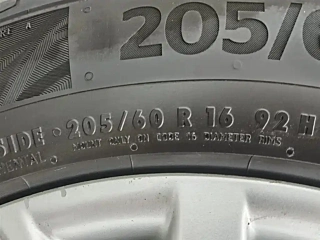 205/6
SIDE 205/60 R 16 92 H
MOUNT ONLY ON CODE 16 DIAMETER RIMS